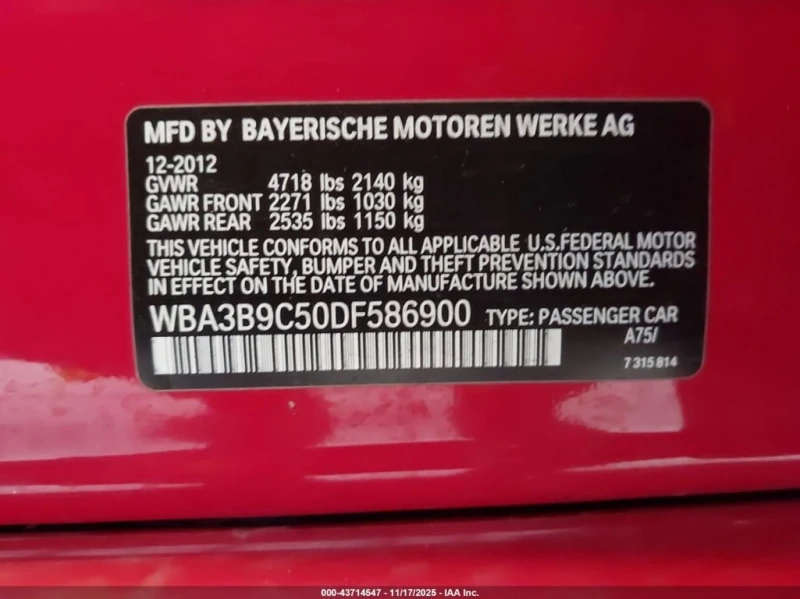 MFD BY BAYERISCHE MOTOREN WERKE AG
12-2012
GVWR 4718 lbs 2140 kg
GAWR FRONT 2271 lbs 1030 kg
GAWR REAR 2535 lbs 1150 kg
THIS VEHICLE CONFORMS TO ALL APPLICABLE U.S.FEDERAL MOTOR
VEHICLE SAFETY, BUMPER AND THEFT PREVENTION STANDARDS
IN EFFECT ON THE DATE OF MANUFACTURE SHOWN ABOVE.
WBA3B9C50DF586900 TYPE: PASSENGER CAR
A75/
7 315 814
000-43714547 - 11/17/2025 - IAA Inc.